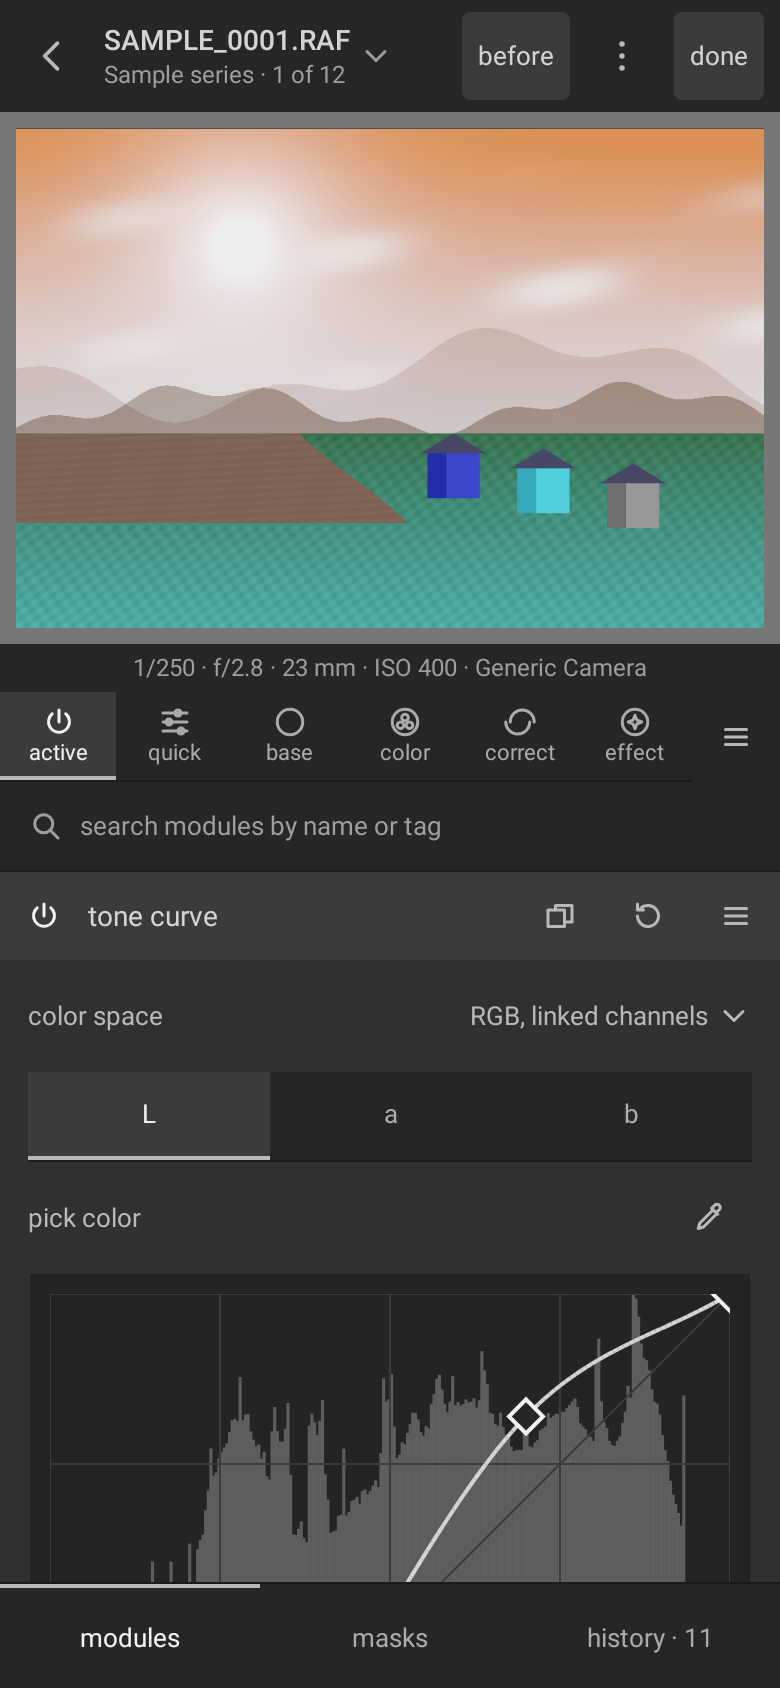 SAMPLE_0001.RAF
Sample series · 1 of 12
before
done
1/250 · f/2.8 · 23 mm · ISO 400 · Generic Camera
active
quick
base
color
correct
effect
search modules by name or tag
tone curve
color space
RGB, linked channels
L
a
b
pick color
modules
masks
history · 11